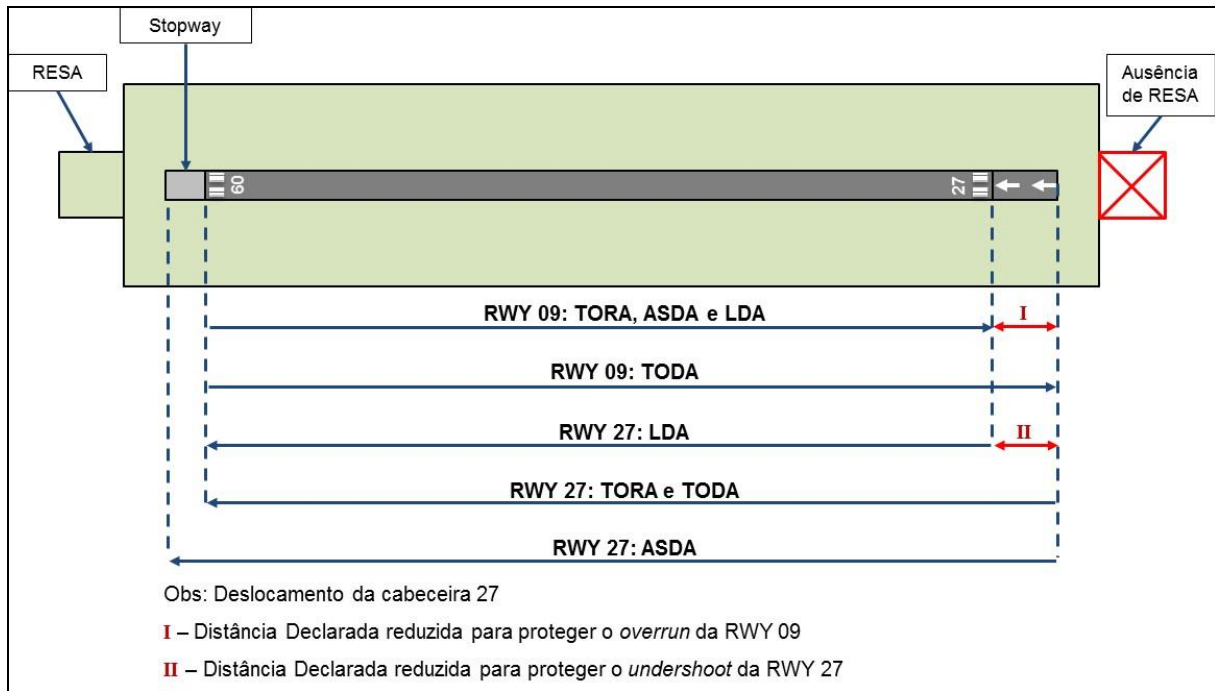 Stopway
RESA
Ausência
de RESA
09
27
RWY 09: TORA, ASDA e LDA
I
RWY 09: TODA
RWY 27: LDA
II
RWY 27: TORA e TODA
RWY 27: ASDA
Obs: Deslocamento da cabeceira 27
I – Distância Declarada reduzida para proteger o overrun da RWY 09
II – Distância Declarada reduzida para proteger o undershoot da RWY 27